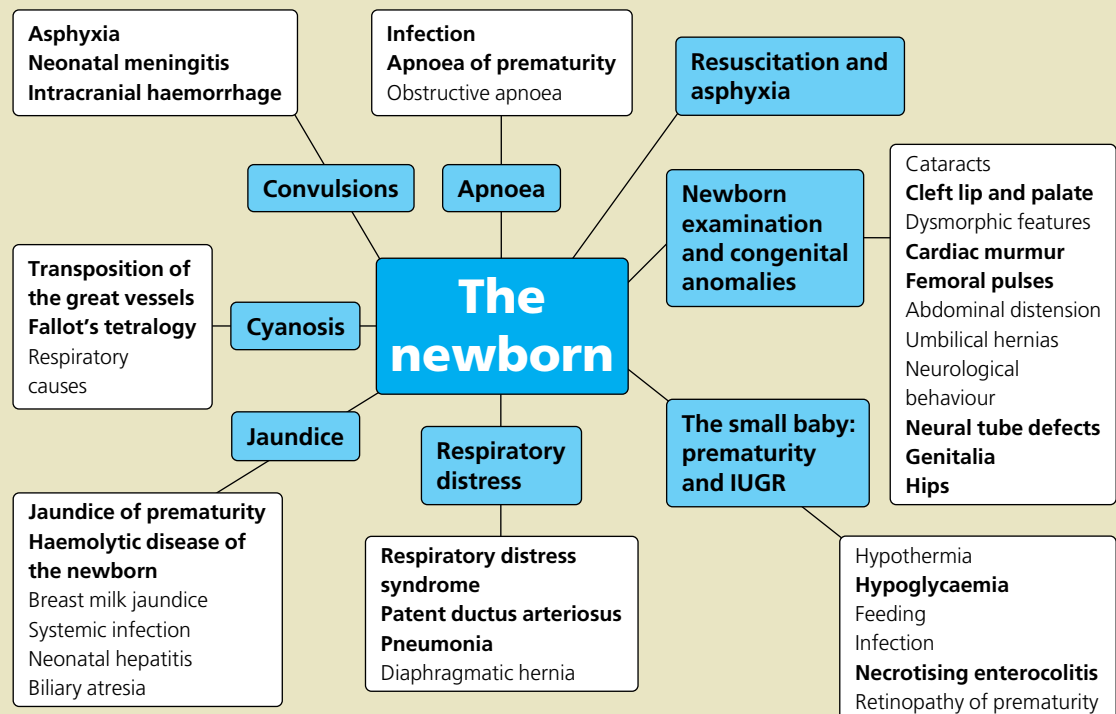 Asphyxia
Neonatal meningitis
Intracranial haemorrhage
Infection
Apnoea of prematurity
Obstructive apnoea
Resuscitation and
asphyxia
Convulsions
Apnoea
Newborn
examination
and congenital
anomalies
Cataracts
Cleft lip and palate
Dysmorphic features
Cardiac murmur
Femoral pulses
Abdominal distension
Umbilical hernias
Neurological
behaviour
Neural tube defects
Genitalia
Hips
Transposition of
the great vessels
Fallot's tetralogy
Respiratory
causes
Cyanosis
The
newborn
Jaundice
Respiratory
distress
The small baby:
prematurity
and IUGR
Jaundice of prematurity
Haemolytic disease of
the newborn
Breast milk jaundice
Systemic infection
Neonatal hepatitis
Biliary atresia
Respiratory distress
syndrome
Patent ductus arteriosus
Pneumonia
Diaphragmatic hernia
Hypothermia
Hypoglycaemia
Feeding
Infection
Necrotising enterocolitis
Retinopathy of prematurity